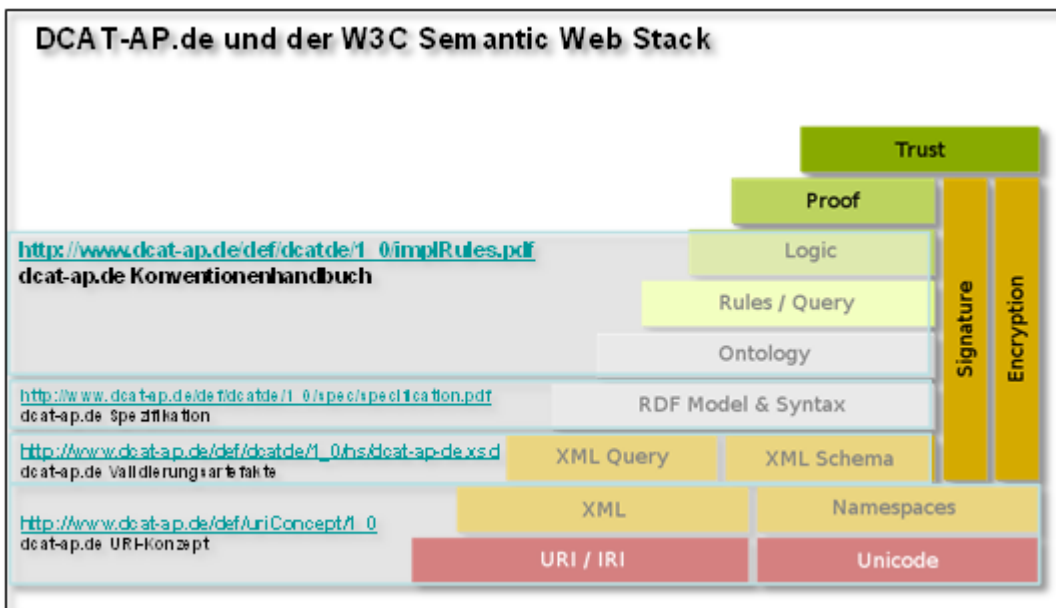 DCAT-AP.de und der W3C Semantic Web Stack
Trust
Proof
http://www.dcat-ap.de/def/dcatde/1_0/implRules.pdf
dcat-ap.de Konventionenhandbuch
Logic
Rules / Query
Ontology
Signature
Encryption
http://www.dcat-ap.de/def/dcatde/1_0/spec/specification.pdf
dcat-ap.de Spezifikation
RDF Model & Syntax
http://www.dcat-ap.de/def/dcatde/1_0/hs/dcat-ap-de.xsd
dcat-ap.de Validierungsartefakte
XML Query
XML Schema
http://www.dcat-ap.de/def/uriConcept/1_0
dcat-ap.de URI-Konzept
XML
Namespaces
URI / IRI
Unicode